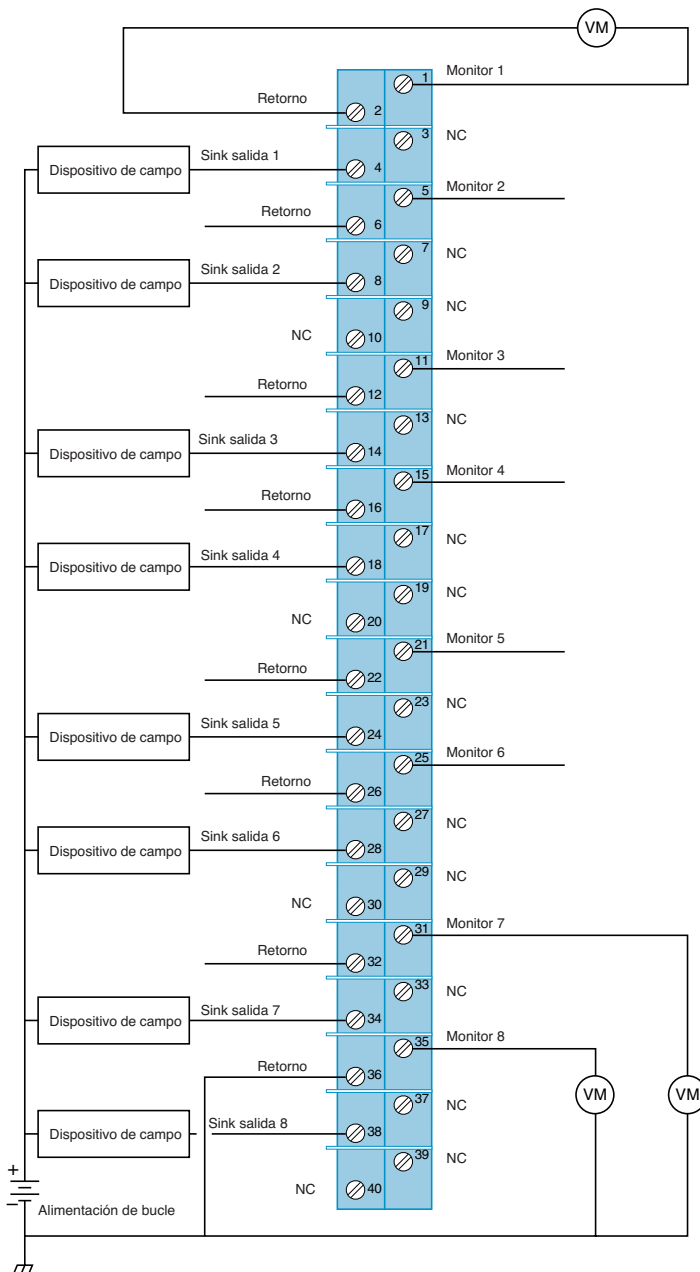 VM
1 Monitor 1
Retorno 2
3 NC
Dispositivo de campo Sink salida 1 4
5 Monitor 2
Retorno 6
7 NC
Dispositivo de campo Sink salida 2 8
9 NC
NC 10
11 Monitor 3
Retorno 12
13 NC
Dispositivo de campo Sink salida 3 14
15 Monitor 4
Retorno 16
17 NC
Dispositivo de campo Sink salida 4 18
19 NC
NC 20
21 Monitor 5
Retorno 22
23 NC
Dispositivo de campo Sink salida 5 24
25 Monitor 6
Retorno 26
27 NC
Dispositivo de campo Sink salida 6 28
29 NC
NC 30
31 Monitor 7
Retorno 32
33 NC
Dispositivo de campo Sink salida 7 34
35 Monitor 8
Retorno 36
VM VM
37 NC
Dispositivo de campo Sink salida 8 38
39 NC
+
NC 40
−
Alimentación de bucle